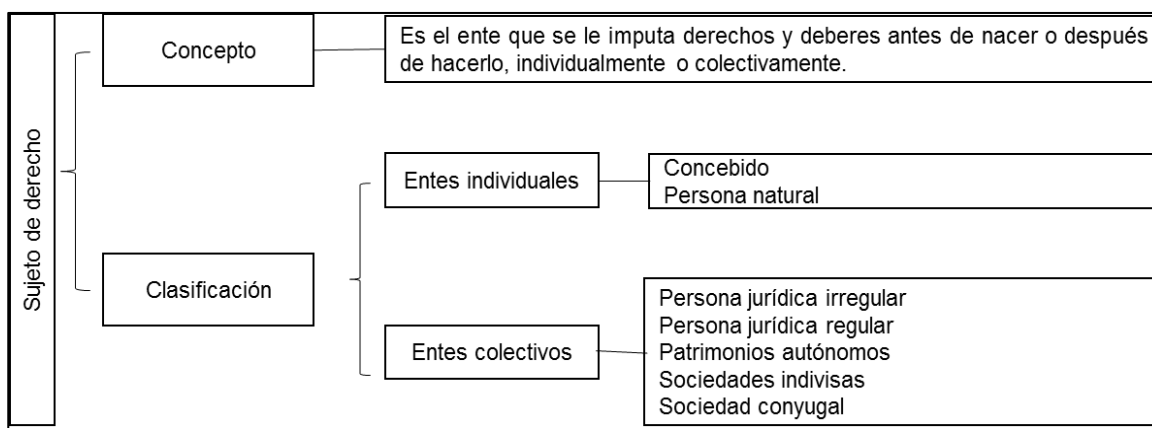 Sujeto de derecho
Concepto
Es el ente que se le imputa derechos y deberes antes de nacer o después
de hacerlo, individualmente o colectivamente.
Clasificación
Entes individuales
Concebido
Persona natural
Entes colectivos
Persona jurídica irregular
Persona jurídica regular
Patrimonios autónomos
Sociedades indivisas
Sociedad conyugal